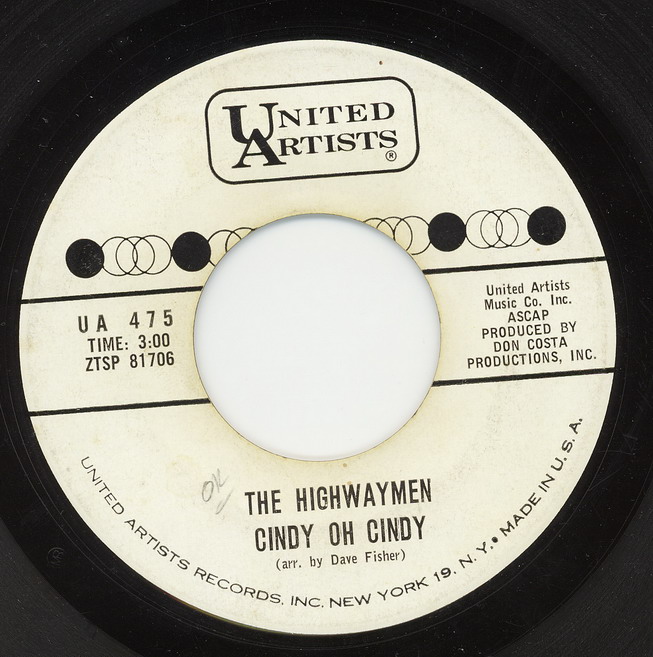 UNITED
ARTISTS®
UA 475
TIME: 3:00
ZTSP 81706
United Artists
Music Co. Inc.
ASCAP
PRODUCED BY
DON COSTA
PRODUCTIONS, INC.
OK
THE HIGHWAYMEN
CINDY OH CINDY
(arr. by Dave Fisher)
UNITED ARTISTS RECORDS, INC. NEW YORK 19, N. Y. • MADE IN U. S. A.